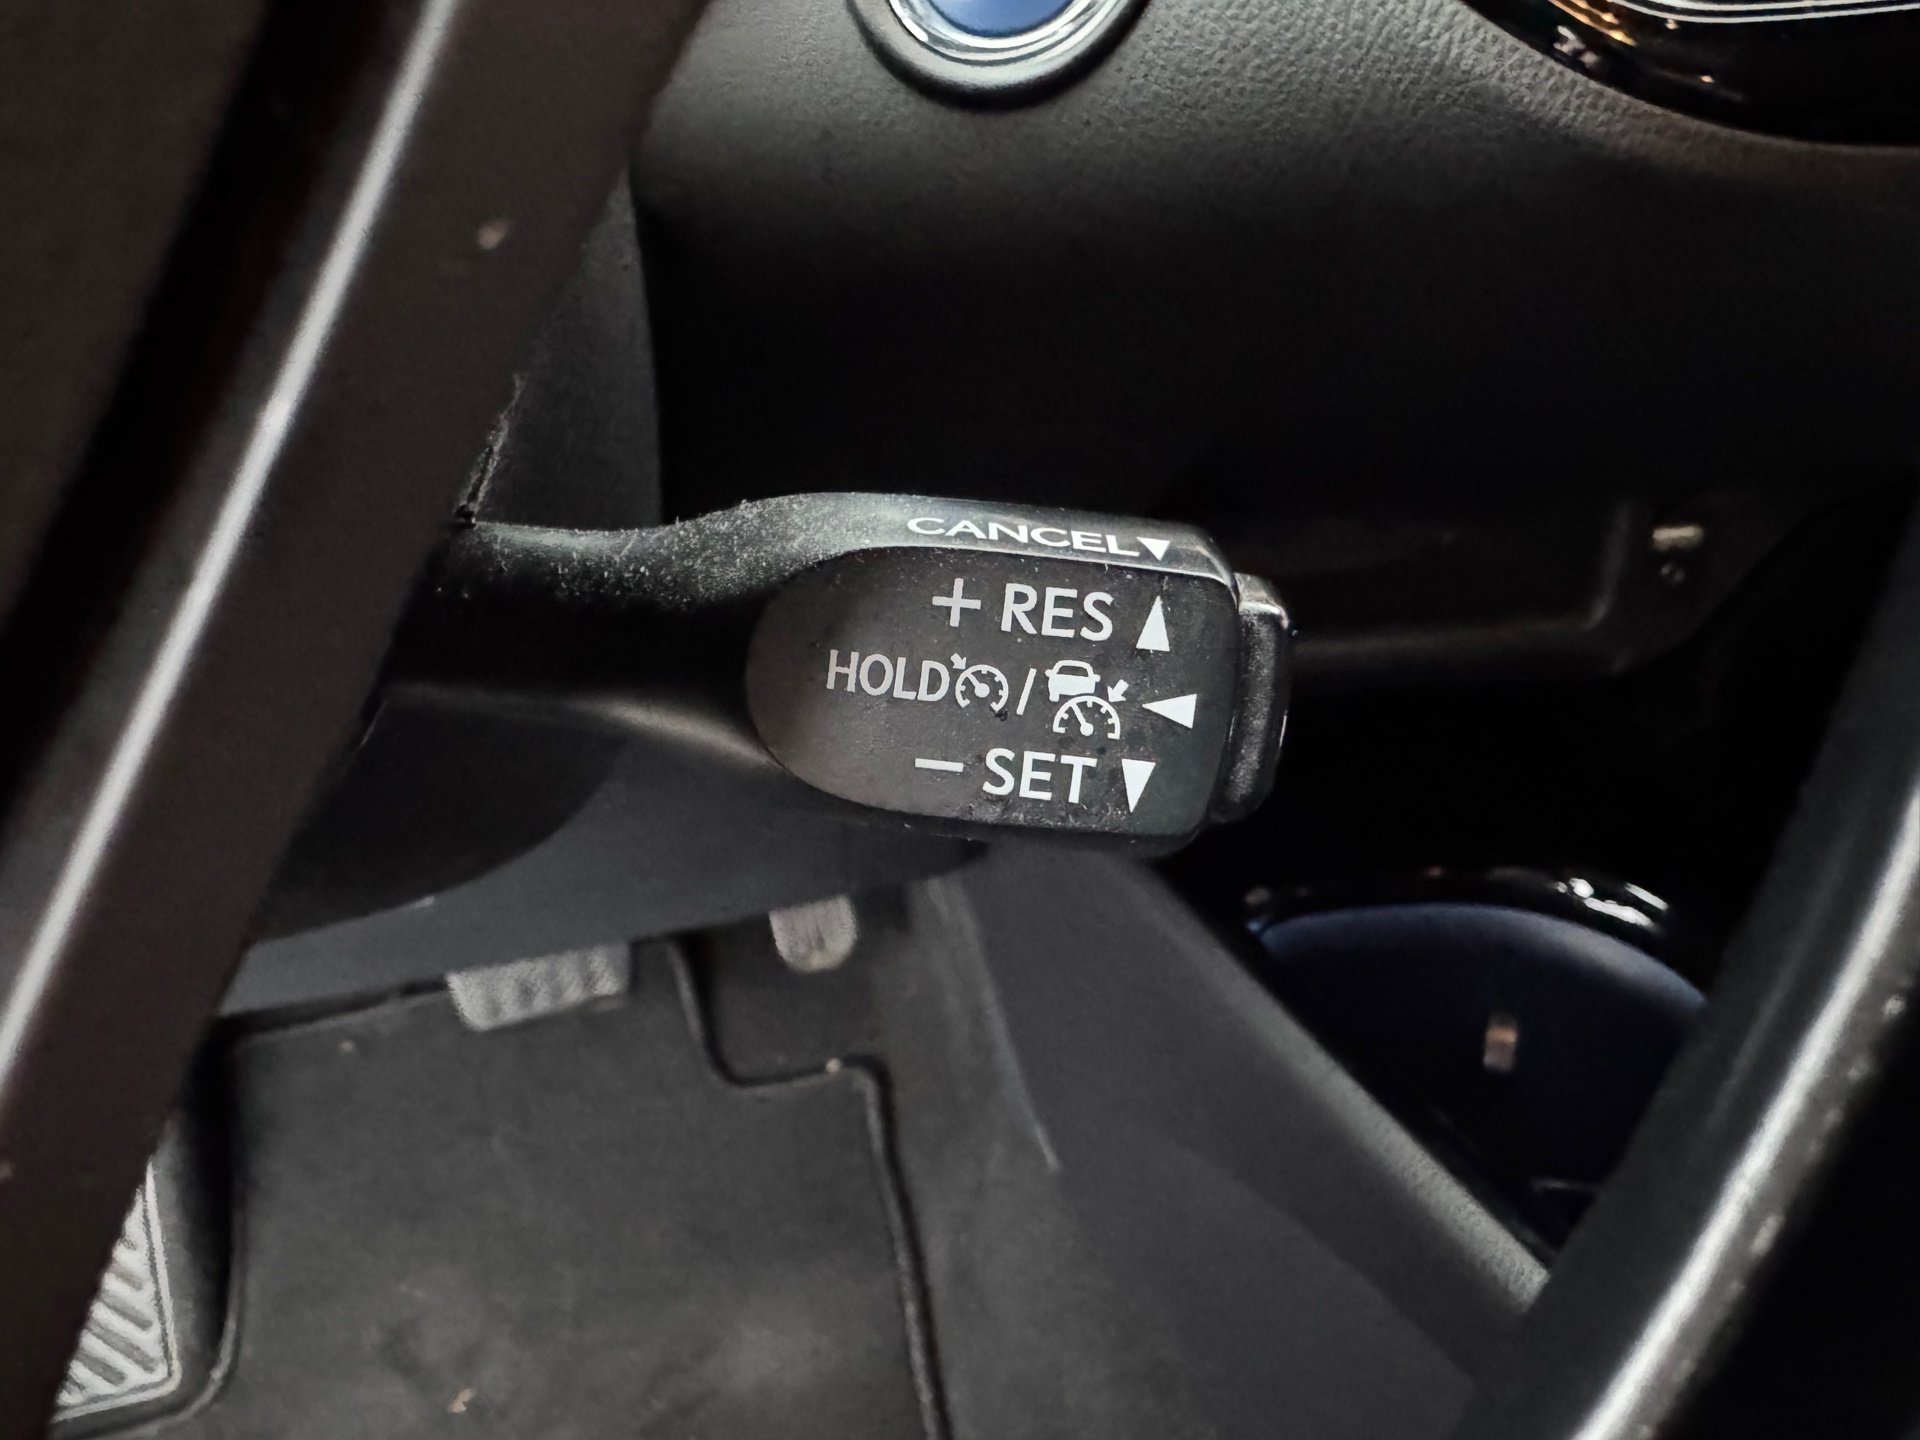 CANCEL▼
+ RES ▲
HOLD / ◀
− SET ▼